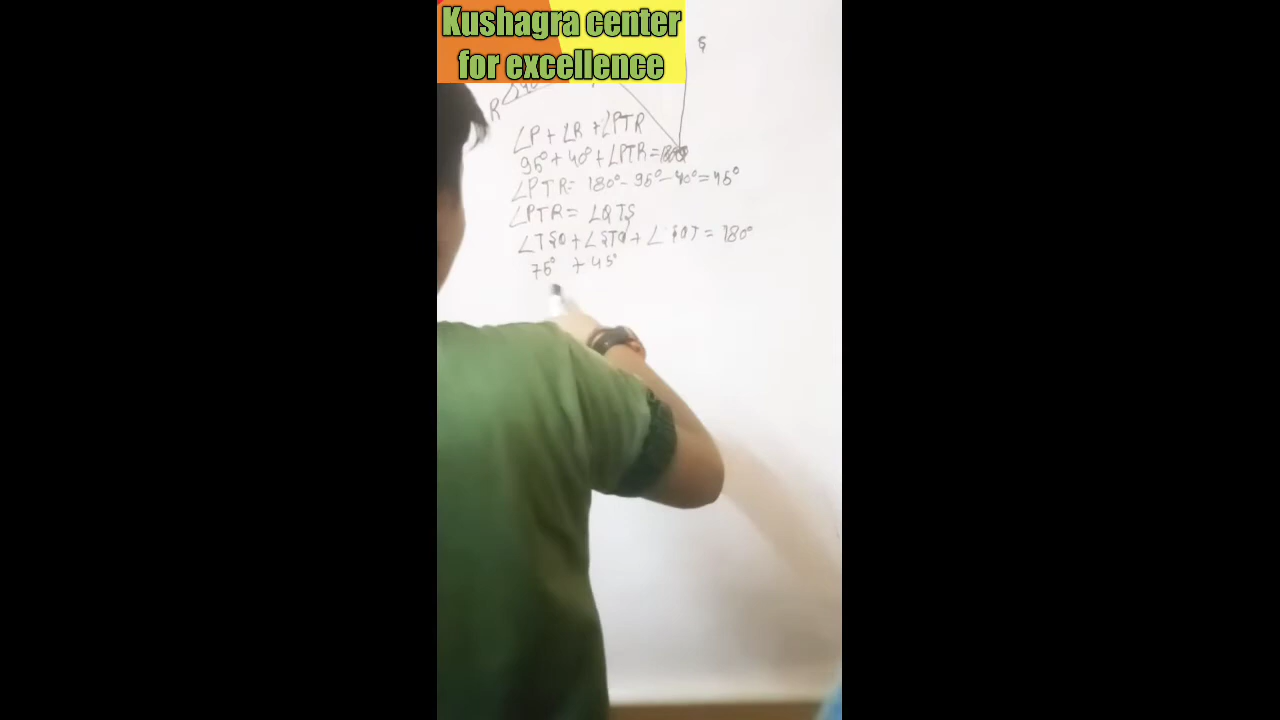 Kushagra center
for excellence
S
R 40°
∠P + ∠R + ∠PTR
95° + 40° + ∠PTR = 180°
∠PTR = 180° - 95° - 40° = 45°
∠PTR = ∠QTS
∠TSQ + ∠STQ + ∠SQT = 180°
75° + 45°